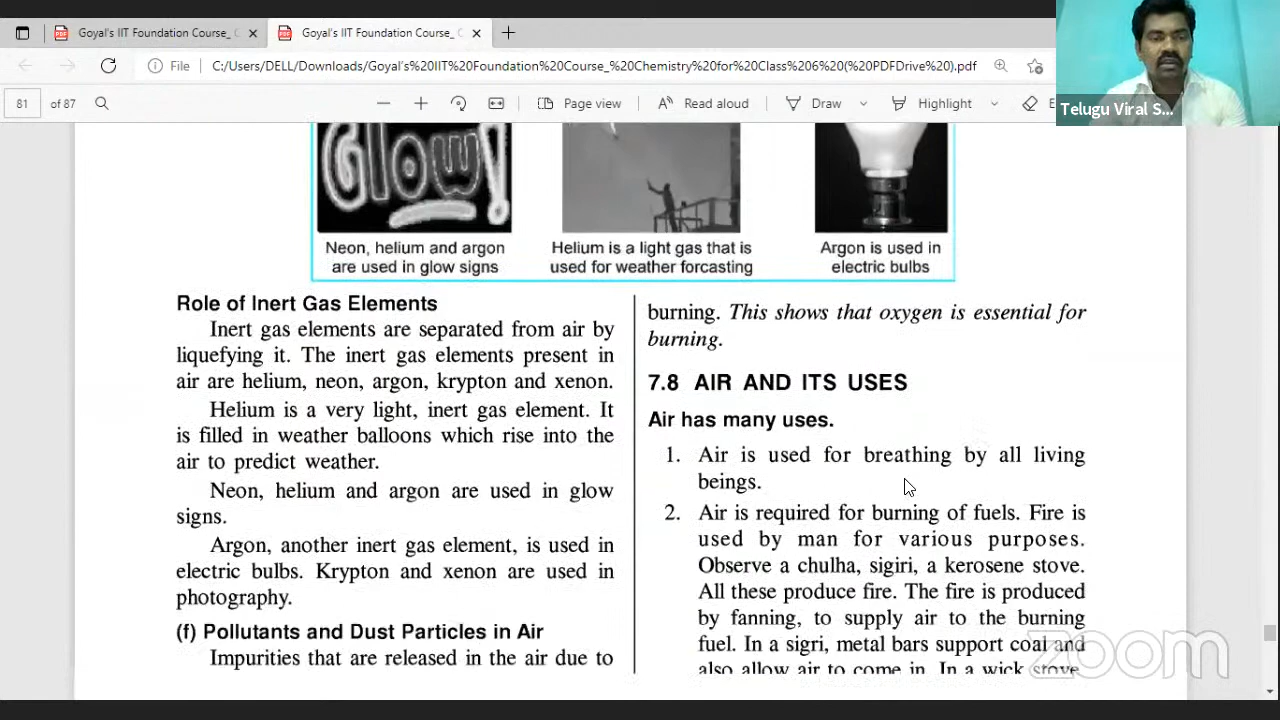 Goyal's IIT Foundation Course_
Goyal's IIT Foundation Course_
File
C:/Users/DELL/Downloads/Goyal's%20IIT%20Foundation%20Course_%20Chemistry%20for%20Class%206%20(%20PDFDrive%20).pdf
Telugu Viral S...
81 of 87
Page view
Read aloud
Draw
Highlight
Glow!
Neon, helium and argon
are used in glow signs
Helium is a light gas that is
used for weather forcasting
Argon is used in
electric bulbs
Role of Inert Gas Elements
Inert gas elements are separated from air by
liquefying it. The inert gas elements present in
air are helium, neon, argon, krypton and xenon.
Helium is a very light, inert gas element. It
is filled in weather balloons which rise into the
air to predict weather.
Neon, helium and argon are used in glow
signs.
Argon, another inert gas element, is used in
electric bulbs. Krypton and xenon are used in
photography.
(f) Pollutants and Dust Particles in Air
Impurities that are released in the air due to
burning. This shows that oxygen is essential for
burning.
7.8 AIR AND ITS USES
Air has many uses.
1. Air is used for breathing by all living
beings.
2. Air is required for burning of fuels. Fire is
used by man for various purposes.
Observe a chulha, sigiri, a kerosene stove.
All these produce fire. The fire is produced
by fanning, to supply air to the burning
fuel. In a sigri, metal bars support coal and
also allow air to come in. In a wick stove
zoom